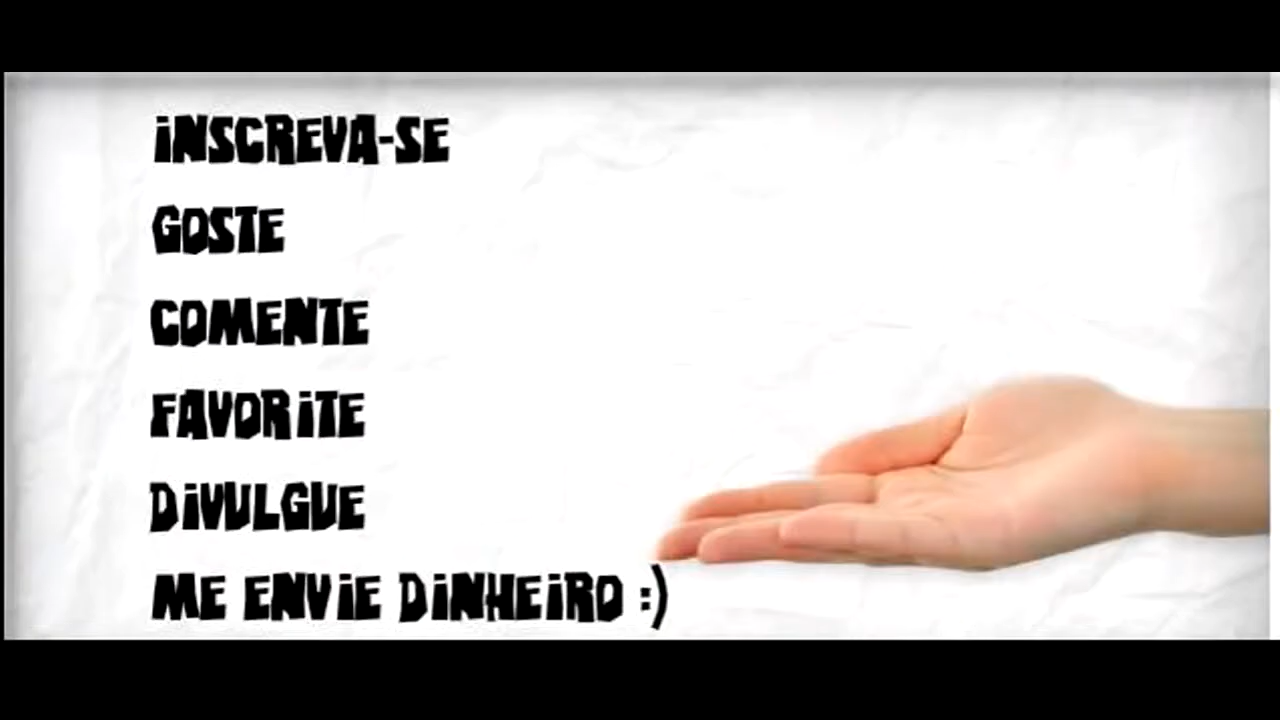 INSCREVA-SE
GOSTE
COMENTE
FAVORITE
DIVULGUE
ME ENVIE DINHEIRO :)